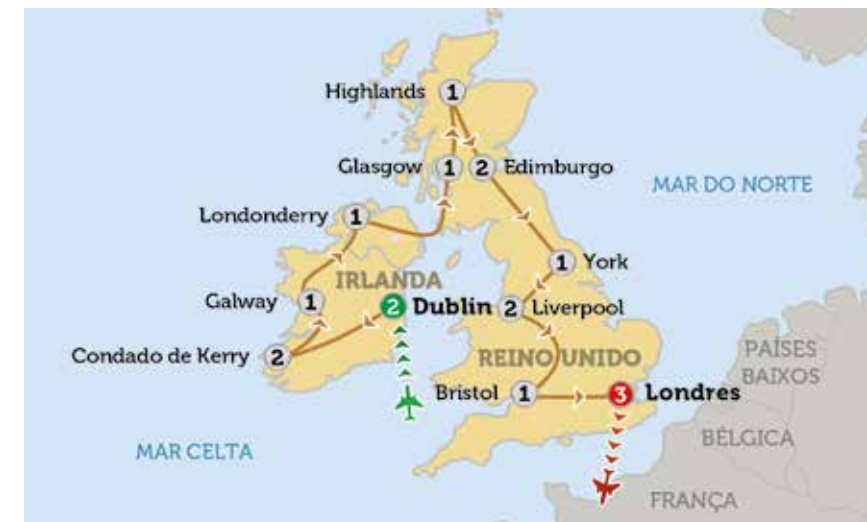 Highlands 1
Glasgow 1 2 Edimburgo
MAR DO NORTE
Londonderry 1
1 York
IRLANDA
Galway 1
2 Dublin
2 Liverpool
Condado de Kerry 2
REINO UNIDO
PAÍSES
BAIXOS
Bristol 1
3 Londres
BÉLGICA
MAR CELTA
FRANÇA